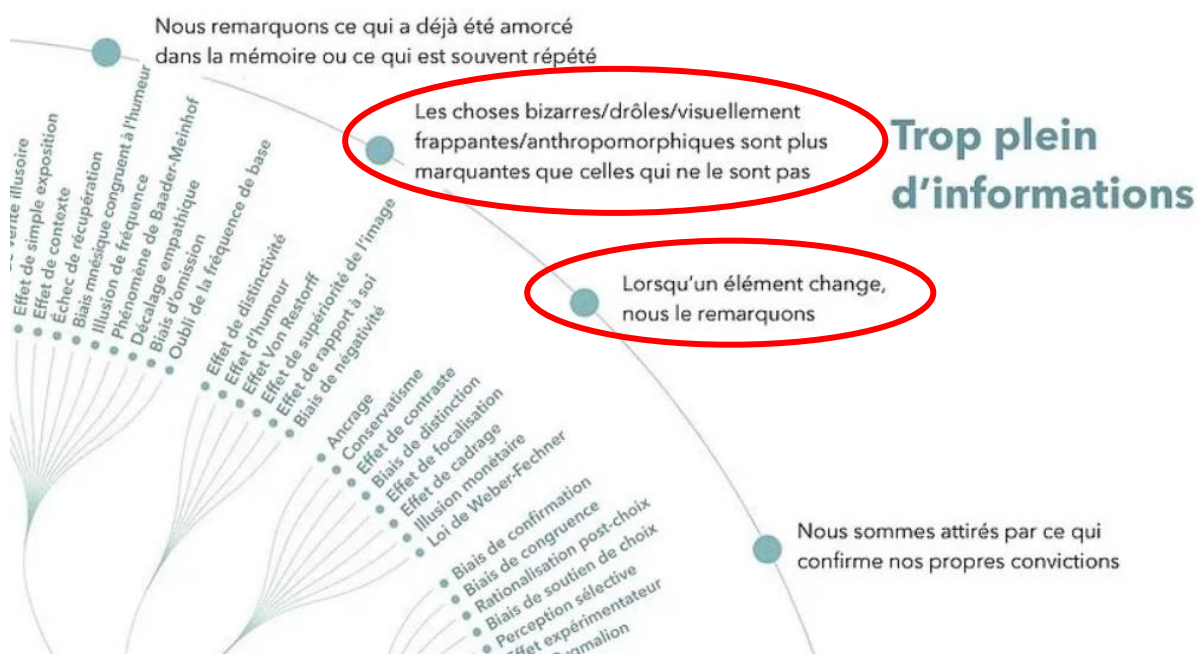 Nous remarquons ce qui a déjà été amorcé
dans la mémoire ou ce qui est souvent répété
Les choses bizarres/drôles/visuellement
frappantes/anthropomorphiques sont plus
marquantes que celles qui ne le sont pas
Trop plein
d'informations
Lorsqu'un élément change,
nous le remarquons
Nous sommes attirés par ce qui
confirme nos propres convictions
illusoire
Effet de simple exposition
Effet de contexte
Échec de récupération
Biais mnésique congruent à l'humeur
Illusion de fréquence
Phénomène de Baader-Meinhof
Décalage empathique
Biais d'omission
Oubli de la fréquence de base
Effet de distinctivité
Effet d'humour
Effet Von Restorff
Effet de supériorité de l'image
Effet de rapport à soi
Biais de négativité
Ancrage
Conservatisme
Effet de contraste
Biais de distinction
Effet de focalisation
Effet de cadrage
Illusion monétaire
Loi de Weber-Fechner
Biais de confirmation
Biais de congruence
Rationalisation post-choix
Biais de soutien de choix
Perception sélective
Effet expérimentateur